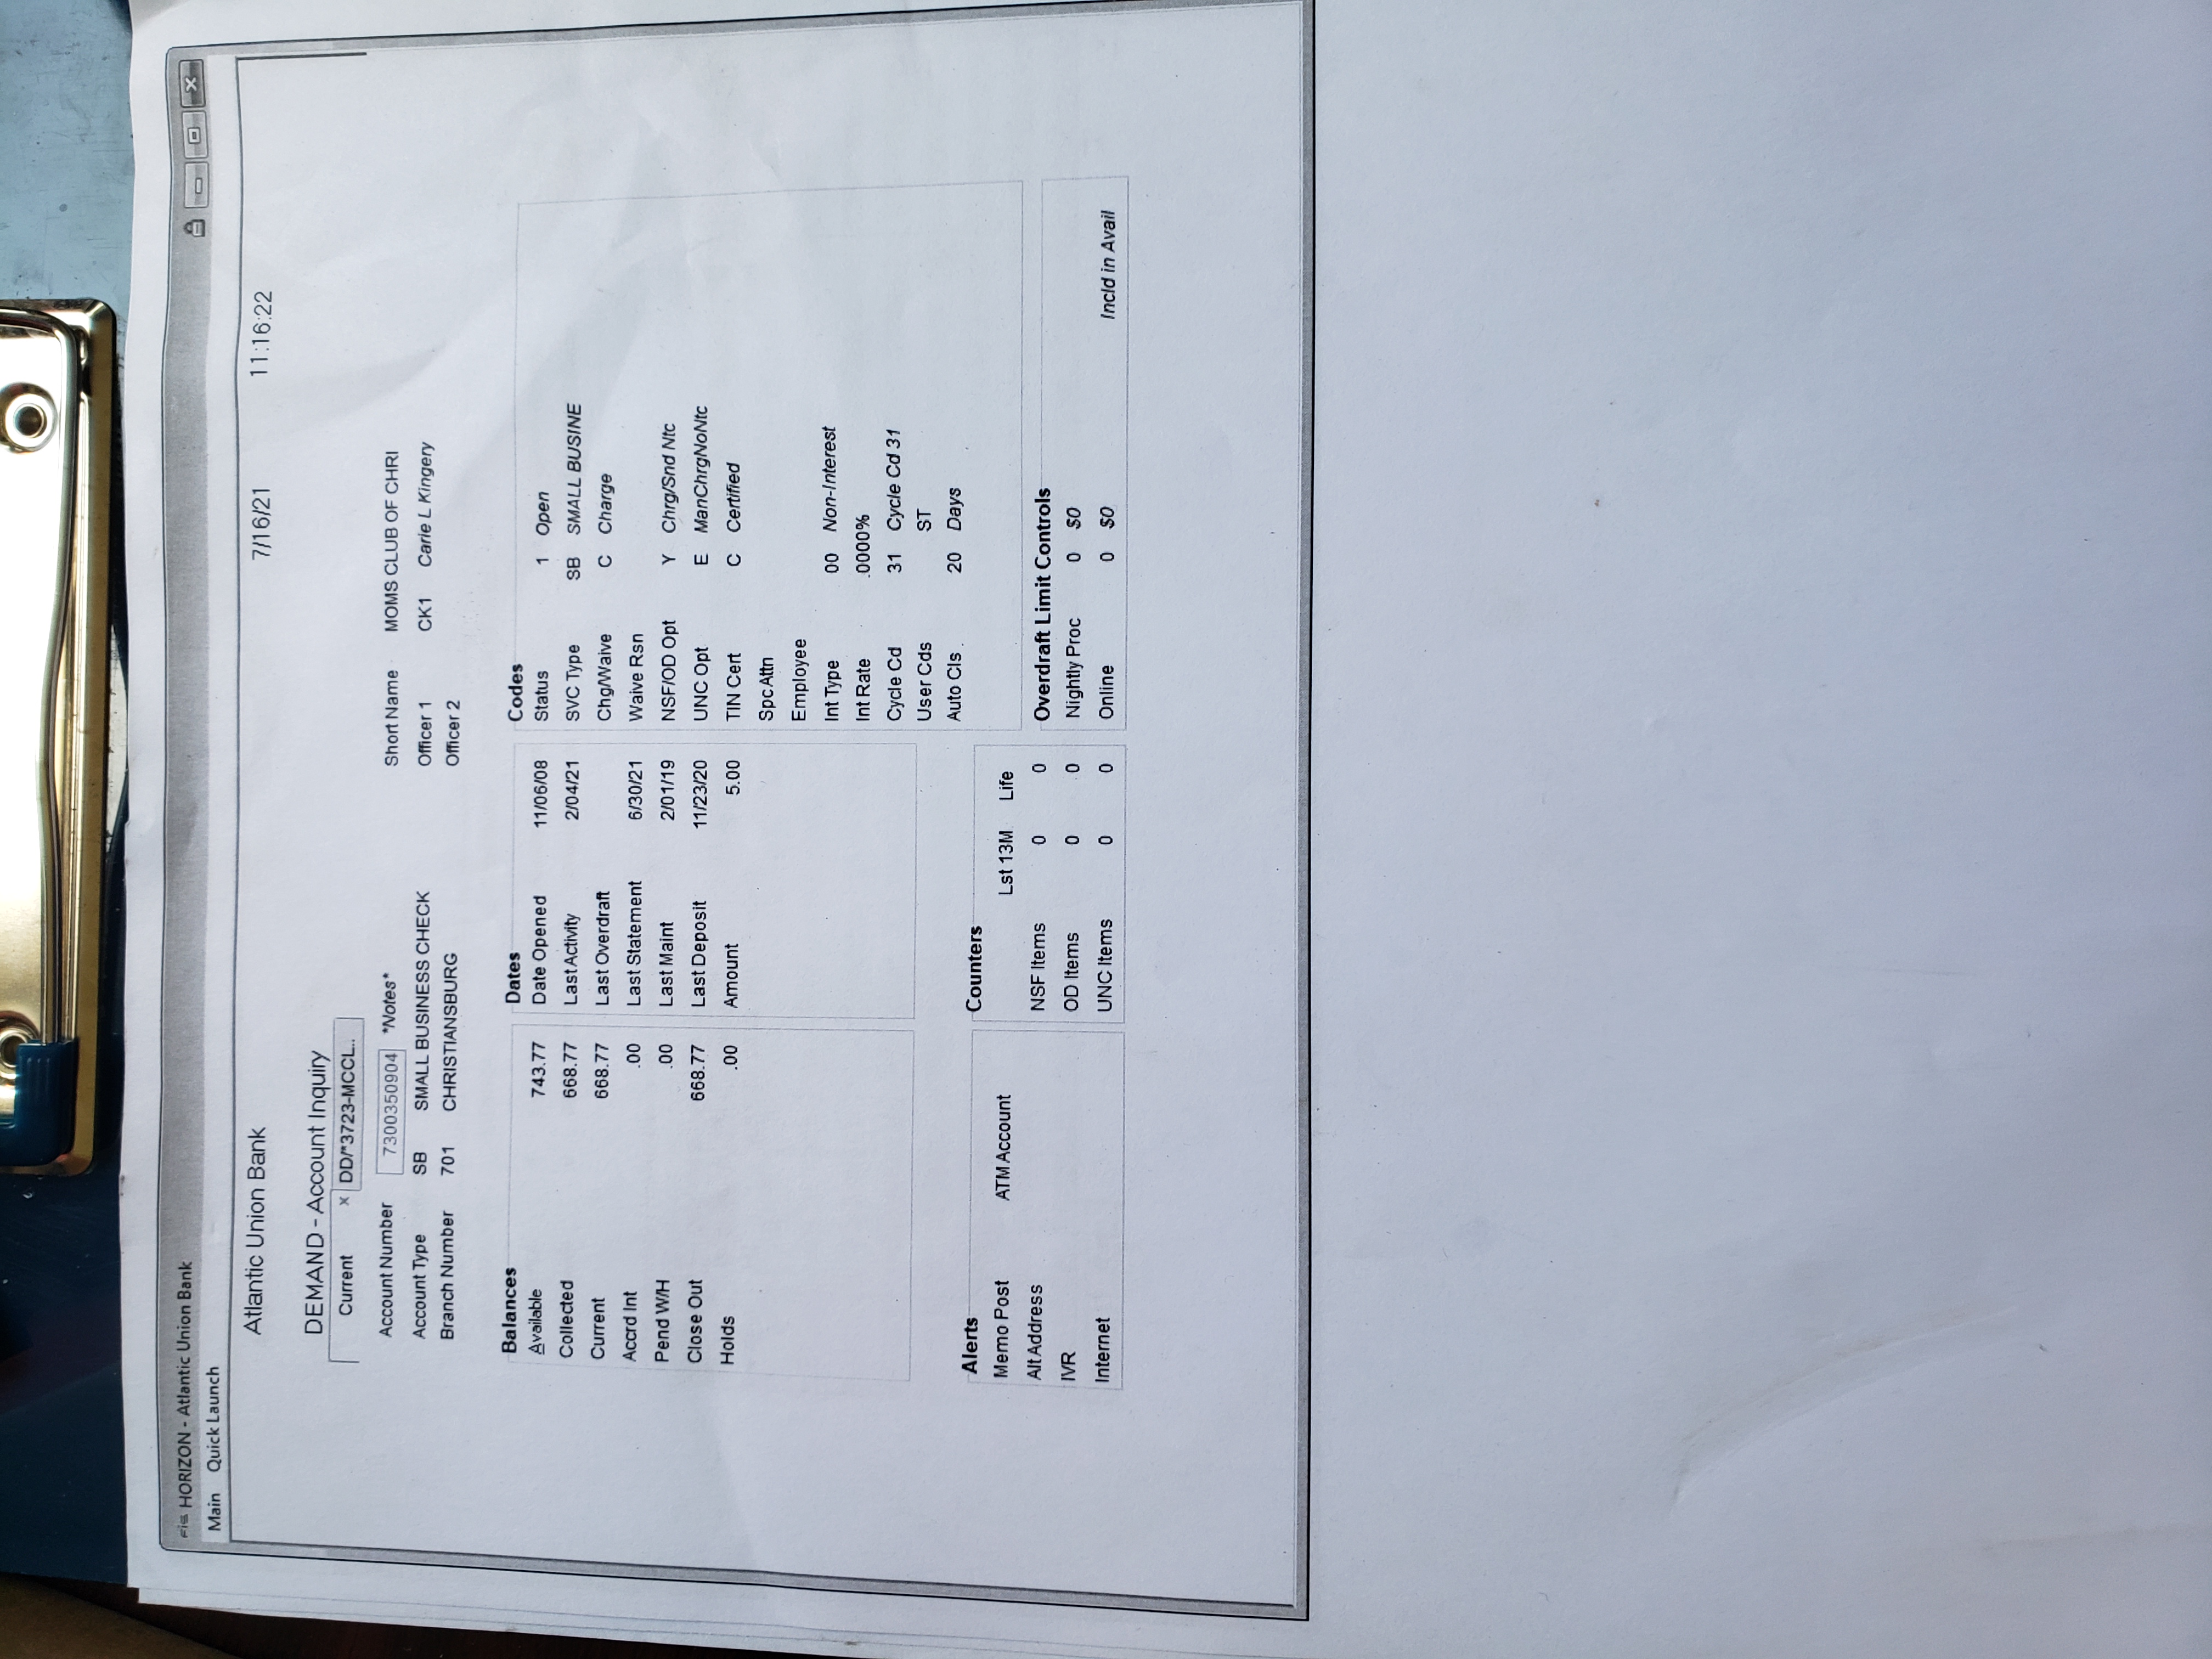 FIS HORIZON - Atlantic Union Bank
Main Quick Launch
Atlantic Union Bank 7/16/21 11:16:22
DEMAND - Account Inquiry
Current x DD/*3723-MCCL..
Account Number 7300350904 *Notes* Short Name MOMS CLUB OF CHRI
Account Type SB SMALL BUSINESS CHECK Officer 1 CK1 Carie L Kingery
Branch Number 701 CHRISTIANSBURG Officer 2
Balances
Available 743.77
Collected 668.77
Current 668.77
Accrd Int .00
Pend W/H .00
Close Out 668.77
Holds .00
Dates
Date Opened 11/06/08
Last Activity 2/04/21
Last Overdraft
Last Statement 6/30/21
Last Maint 2/01/19
Last Deposit 11/23/20
Amount 5.00
Codes
Status 1 Open
SVC Type SB SMALL BUSINE
Chg/Waive C Charge
Waive Rsn
NSF/OD Opt Y Chrg/Snd Ntc
UNC Opt E ManChrgNoNtc
TIN Cert C Certified
Spc Attn
Employee
Int Type 00 Non-Interest
Int Rate .0000%
Cycle Cd 31 Cycle Cd 31
User Cds ST
Auto Cls 20 Days
Alerts
Memo Post ATM Account
Alt Address
IVR
Internet
Counters
Lst 13M Life
NSF Items 0 0
OD Items 0 0
UNC Items 0 0
Overdraft Limit Controls
Nightly Proc 0 $0
Online 0 $0 Incld in Avail